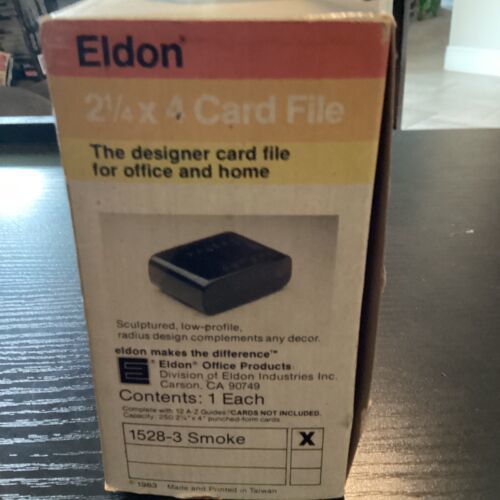 Eldon®
2¼ x 4 Card File
The designer card file
for office and home
Sculptured, low-profile,
radius design complements any decor.
eldon makes the difference™
Eldon® Office Products
Division of Eldon Industries Inc.
Carson, CA 90749
Contents: 1 Each
Complete with 12 A-Z Guides/CARDS NOT INCLUDED.
Capacity: 250 2¼" x 4" punched-form cards.
1528-3 Smoke X
© 1983 Made and Printed in Taiwan